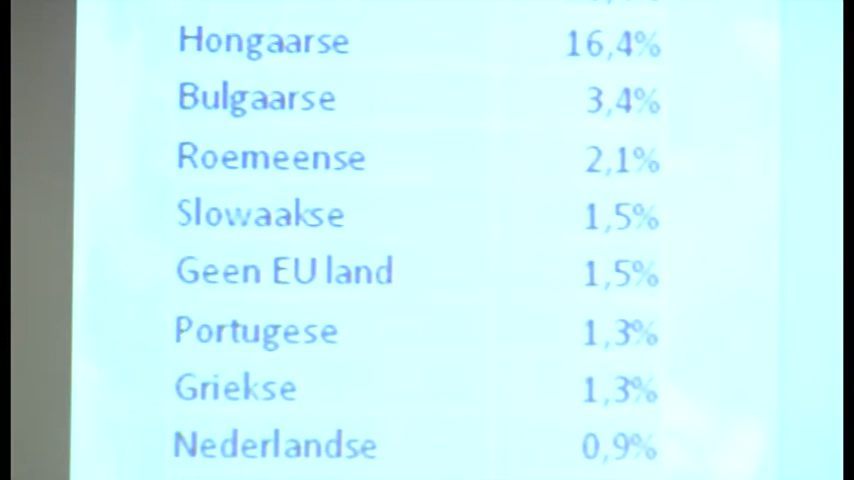 Hongaarse 16,4%
Bulgaarse 3,4%
Roemeense 2,1%
Slowaakse 1,5%
Geen EU land 1,5%
Portugese 1,3%
Griekse 1,3%
Nederlandse 0,9%